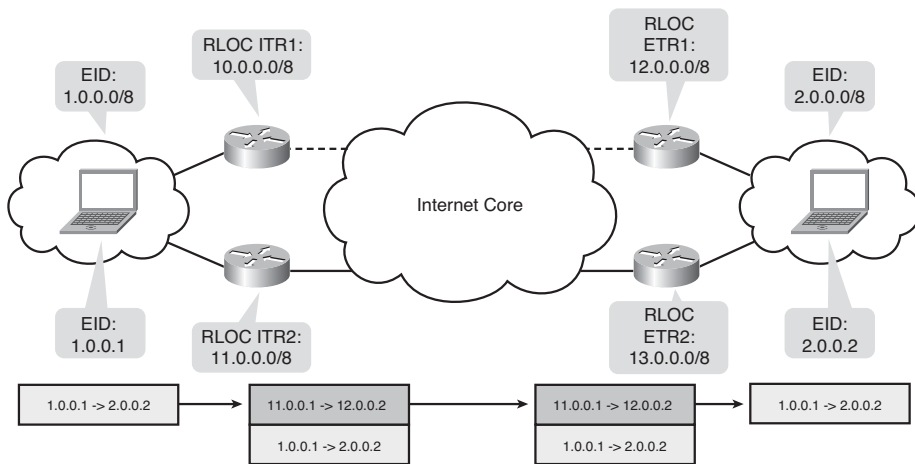 RLOC ITR1:
10.0.0.0/8
RLOC
ETR1:
12.0.0.0/8
EID:
1.0.0.0/8
EID:
2.0.0.0/8
Internet Core
EID:
1.0.0.1
RLOC ITR2:
11.0.0.0/8
RLOC
ETR2:
13.0.0.0/8
EID:
2.0.0.2
1.0.0.1 -> 2.0.0.2
11.0.0.1 -> 12.0.0.2
1.0.0.1 -> 2.0.0.2
11.0.0.1 -> 12.0.0.2
1.0.0.1 -> 2.0.0.2
1.0.0.1 -> 2.0.0.2